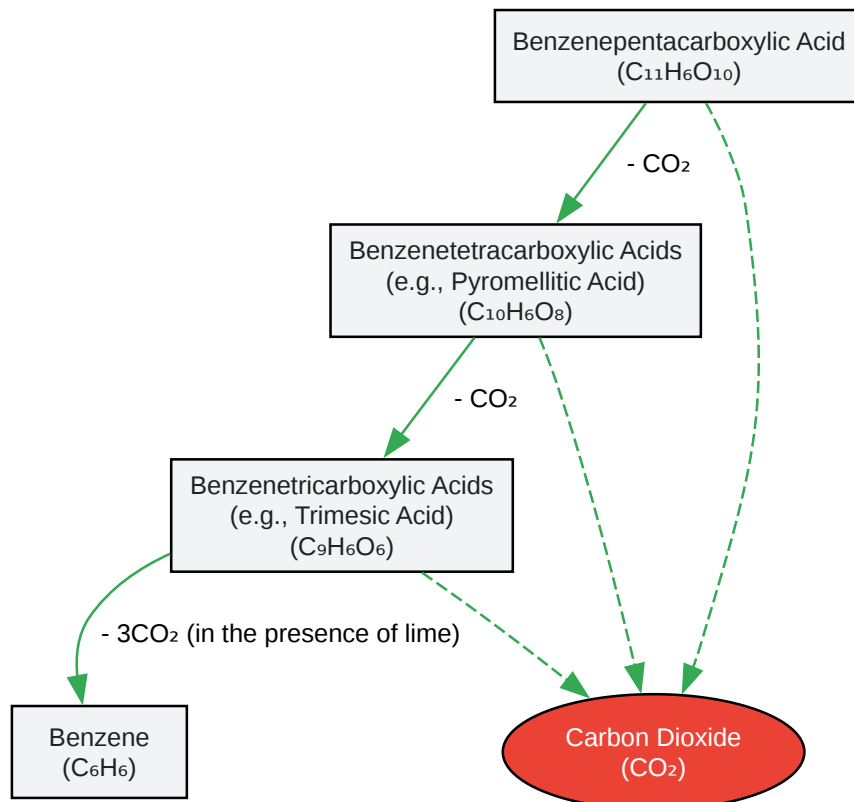 Benzenepentacarboxylic Acid
(C₁₁H₆O₁₀)
- CO₂
Benzenetetracarboxylic Acids
(e.g., Pyromellitic Acid)
(C₁₀H₆O₈)
- CO₂
Benzenetricarboxylic Acids
(e.g., Trimesic Acid)
(C₉H₆O₆)
- 3CO₂ (in the presence of lime)
Benzene
(C₆H₆)
Carbon Dioxide
(CO₂)